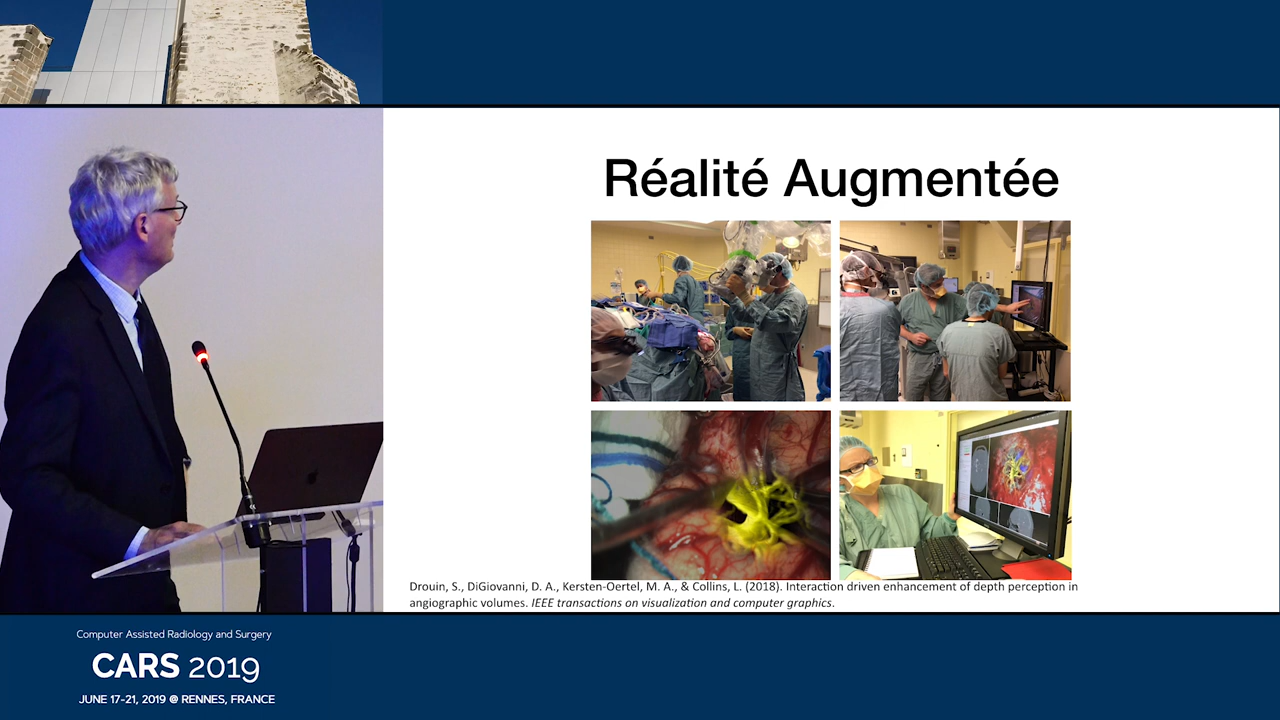 Réalité Augmentée
Drouin, S., DiGiovanni, D. A., Kersten-Oertel, M. A., & Collins, L. (2018). Interaction driven enhancement of depth perception in
angiographic volumes. IEEE transactions on visualization and computer graphics.
Computer Assisted Radiology and Surgery
CARS 2019
JUNE 17-21, 2019 @ RENNES, FRANCE